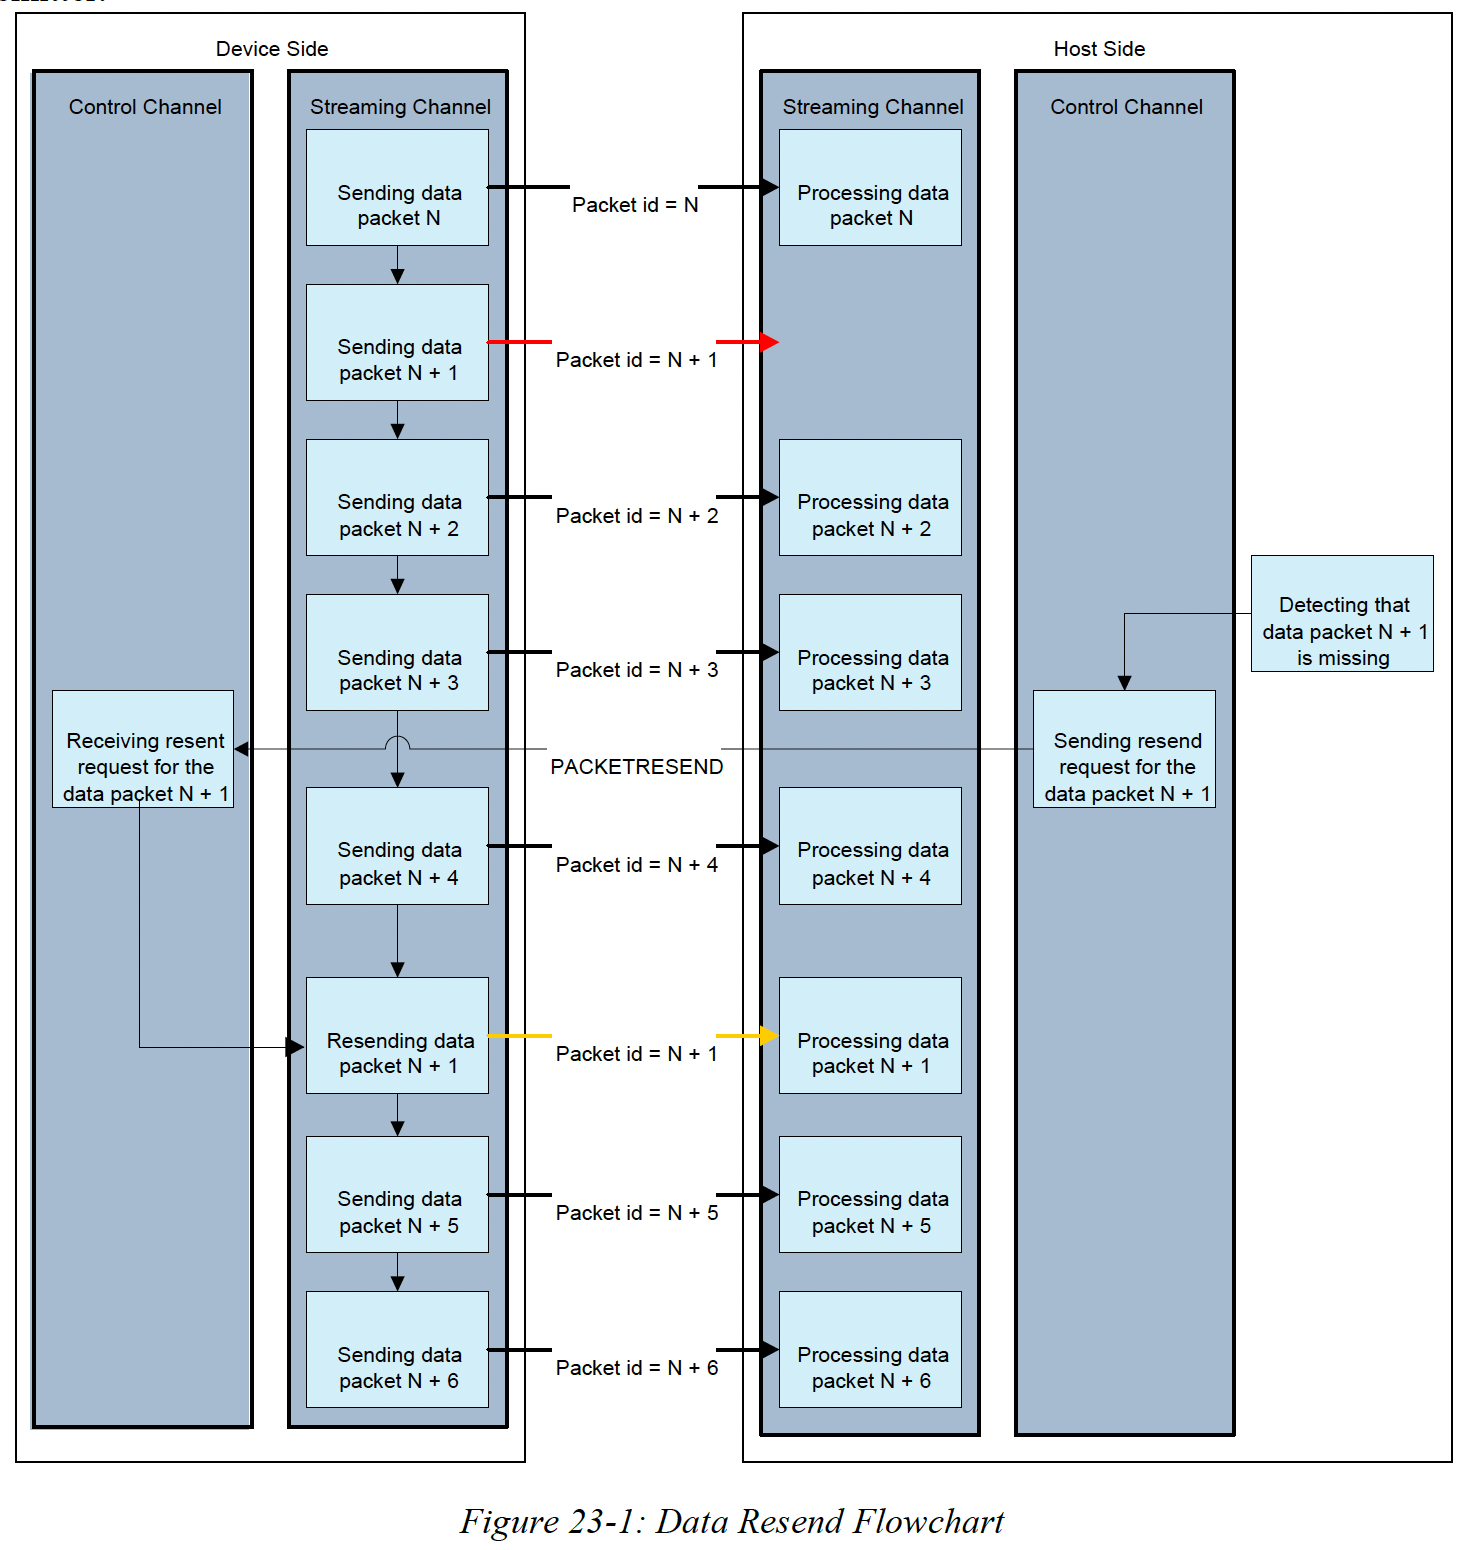 Device Side
Host Side
Control Channel
Streaming Channel
Streaming Channel
Control Channel
Sending data
packet N
Packet id = N
Processing data
packet N
Sending data
packet N + 1
Packet id = N + 1
Sending data
packet N + 2
Packet id = N + 2
Processing data
packet N + 2
Detecting that
data packet N + 1
is missing
Sending data
packet N + 3
Packet id = N + 3
Processing data
packet N + 3
Receiving resent
request for the
data packet N + 1
PACKETRESEND
Sending resend
request for the
data packet N + 1
Sending data
packet N + 4
Packet id = N + 4
Processing data
packet N + 4
Resending data
packet N + 1
Packet id = N + 1
Processing data
packet N + 1
Sending data
packet N + 5
Packet id = N + 5
Processing data
packet N + 5
Sending data
packet N + 6
Packet id = N + 6
Processing data
packet N + 6
Figure 23-1: Data Resend Flowchart